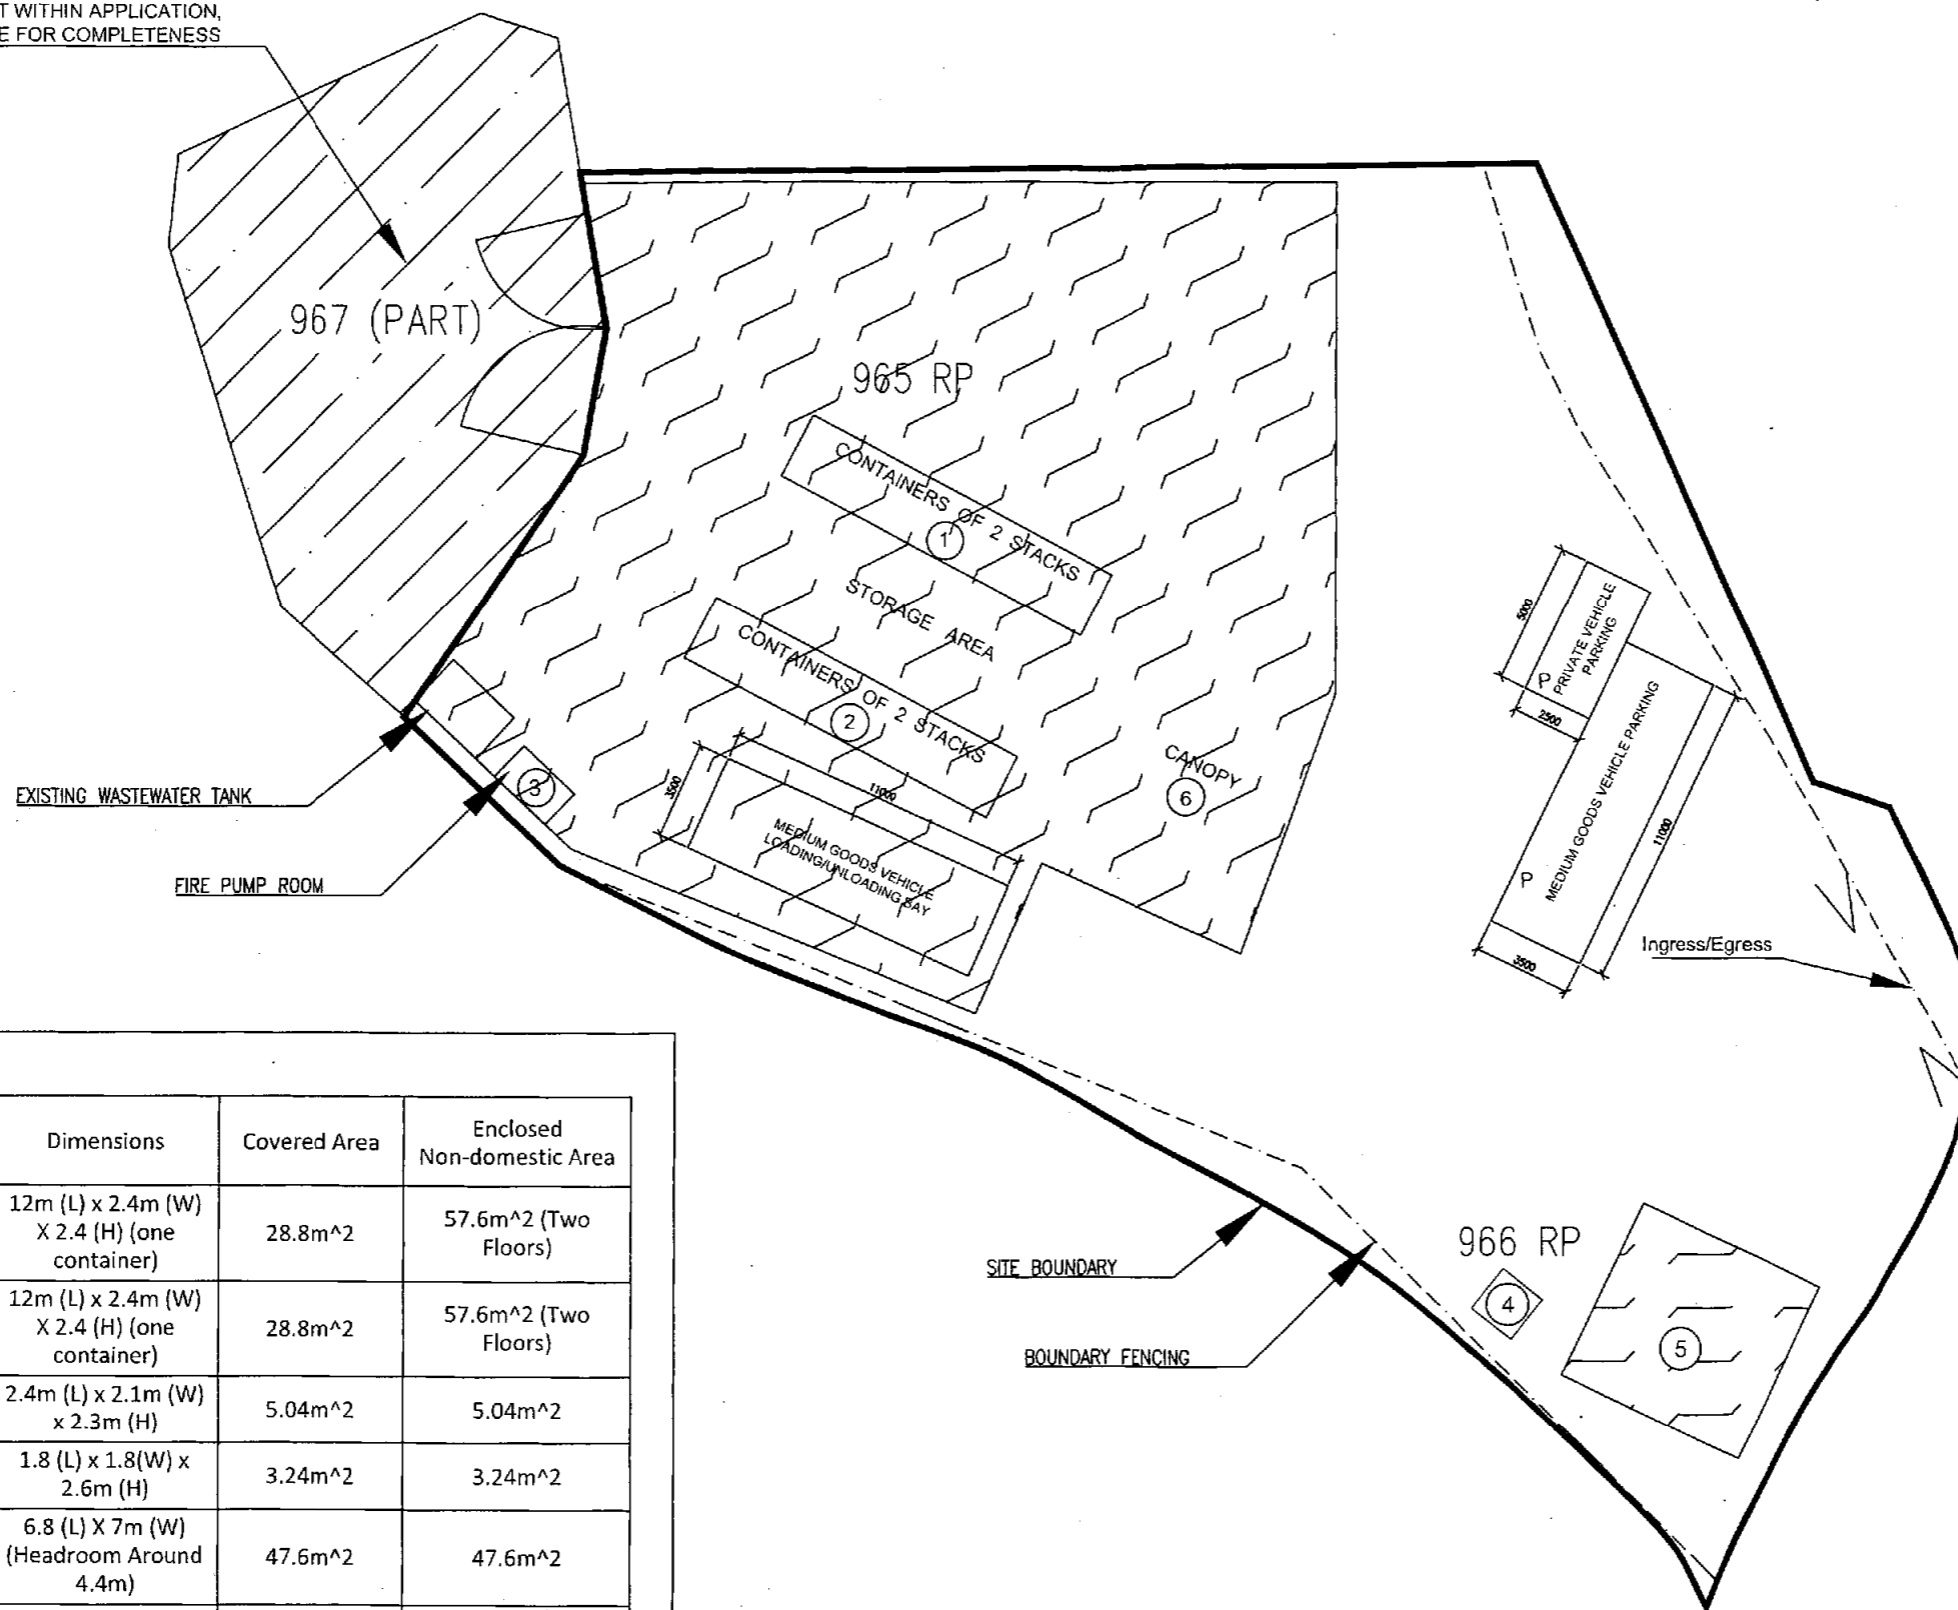 T WITHIN APPLICATION,
E FOR COMPLETENESS
967 (PART)
965 RP
CONTAINERS OF 2 STACKS
1
STORAGE AREA
CONTAINERS OF 2 STACKS
2
CANOPY
6
3
EXISTING WASTEWATER TANK
FIRE PUMP ROOM
3500
11000
MEDIUM GOODS VEHICLE
LOADING/UNLOADING BAY
5000
2500
P
PRIVATE VEHICLE
PARKING
P
MEDIUM GOODS VEHICLE PARKING
11000
3500
Ingress/Egress
SITE BOUNDARY
BOUNDARY FENCING
966 RP
4
5
Dimensions
Covered Area
Enclosed
Non-domestic Area
12m (L) x 2.4m (W)
X 2.4 (H) (one
container)
28.8m^2
57.6m^2 (Two
Floors)
12m (L) x 2.4m (W)
X 2.4 (H) (one
container)
28.8m^2
57.6m^2 (Two
Floors)
2.4m (L) x 2.1m (W)
x 2.3m (H)
5.04m^2
5.04m^2
1.8 (L) x 1.8(W) x
2.6m (H)
3.24m^2
3.24m^2
6.8 (L) X 7m (W)
(Headroom Around
4.4m)
47.6m^2
47.6m^2